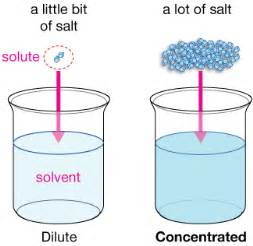 a little bit
of salt
a lot of salt
solute
solvent
Dilute
Concentrated